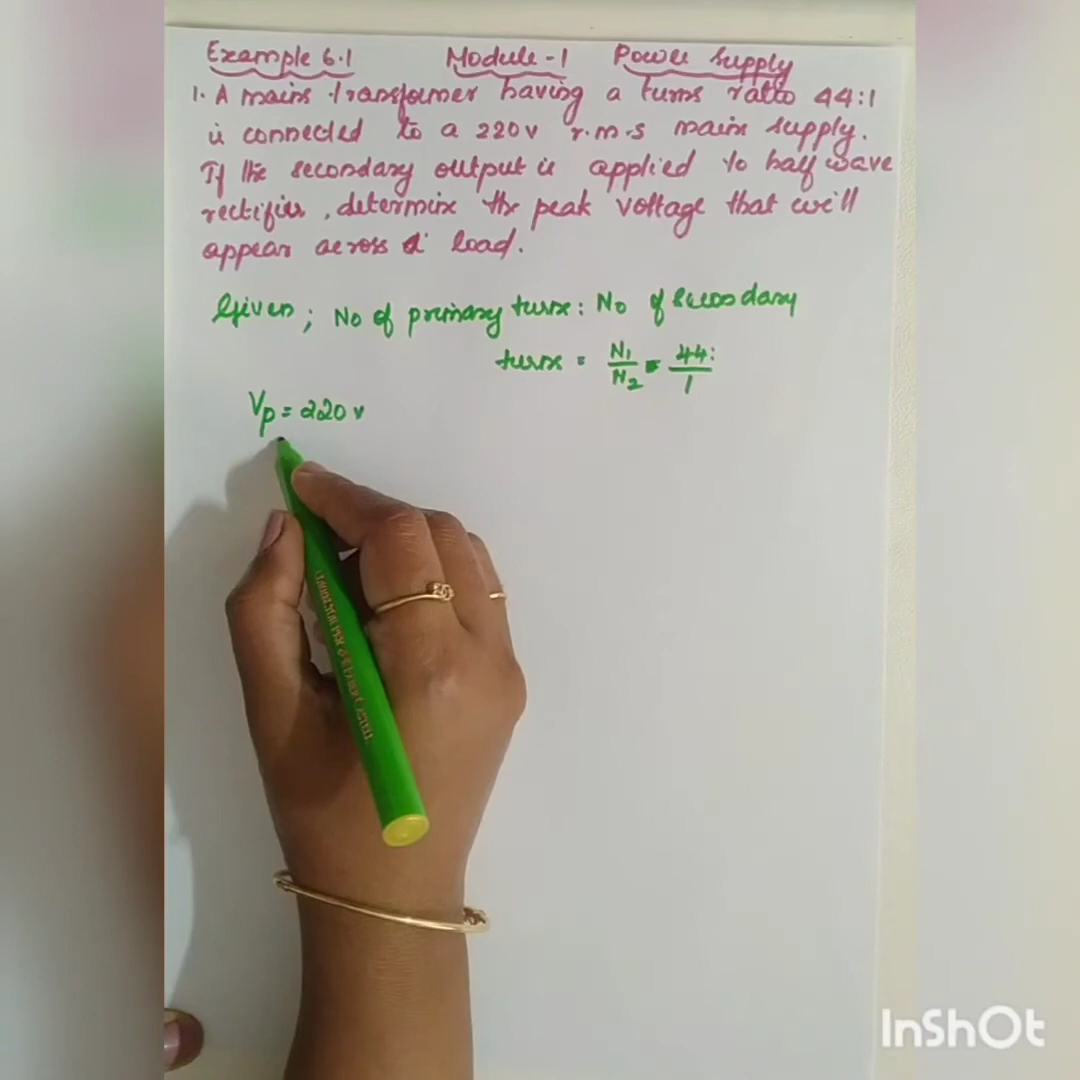 Example 6.1 Module-1 Power Supply
1. A mains transformer having a turns ratio 44:1
is connected to a 220v r.m.s mains supply.
If the secondary output is applied to half wave
rectifier, determine the peak voltage that will
appear across a load.
Given; No of primary turns: No of secondary
turns = N1/N2 = 44:/1
Vp = 220 v
InShOt